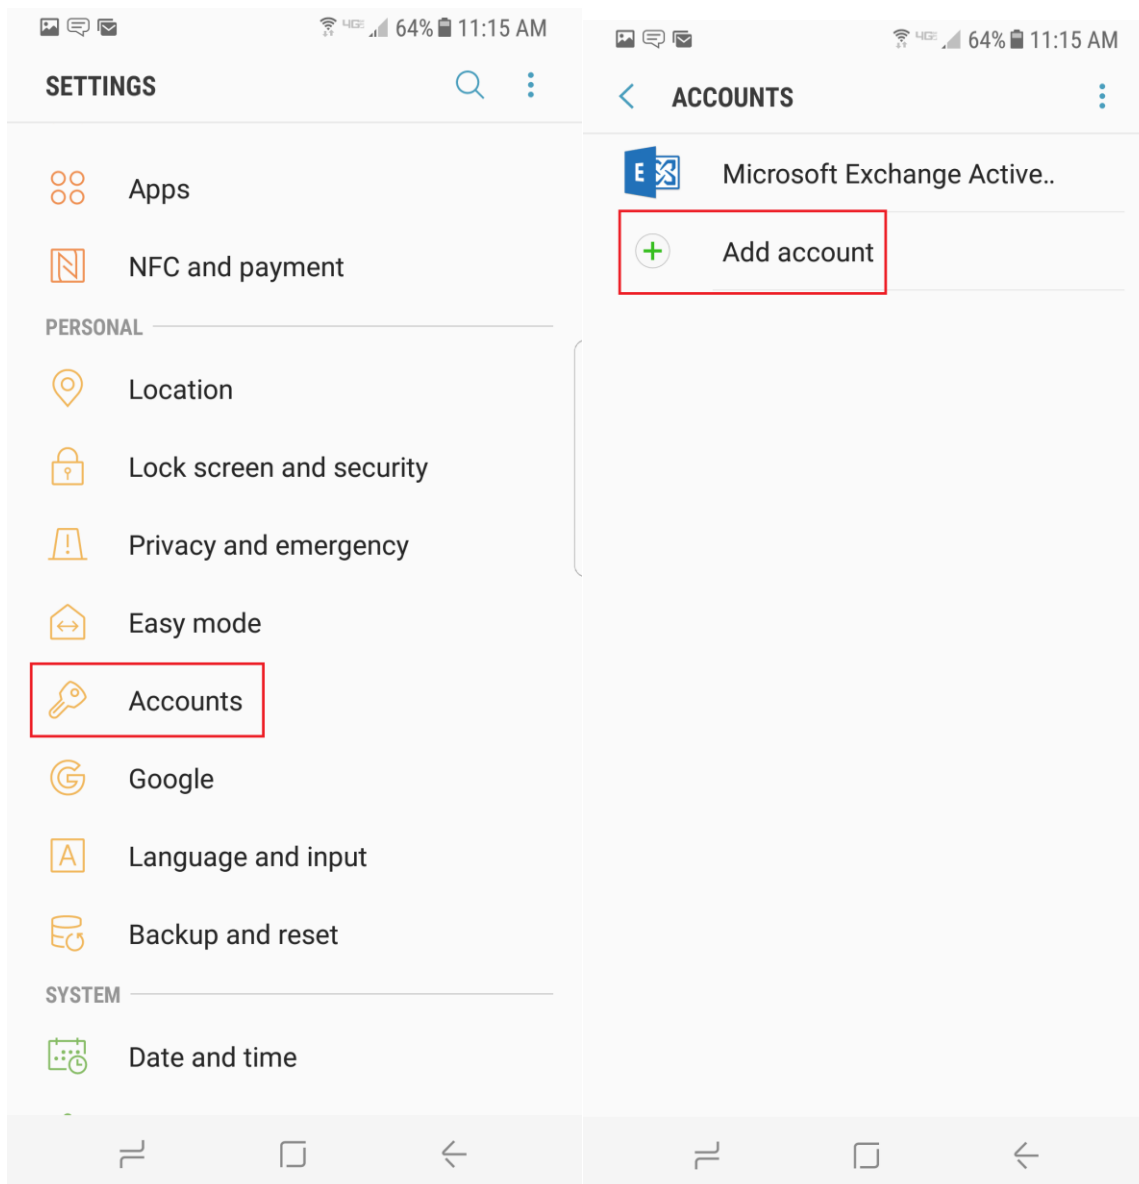 4GE 64% 11:15 AM
SETTINGS
Apps
NFC and payment
PERSONAL
Location
Lock screen and security
Privacy and emergency
Easy mode
Accounts
Google
Language and input
Backup and reset
SYSTEM
Date and time
4GE 64% 11:15 AM
ACCOUNTS
Microsoft Exchange Active..
Add account